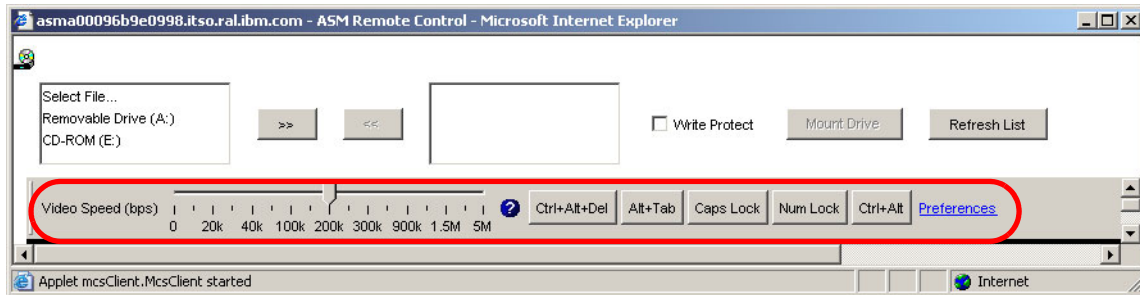 asma00096b9e0998.itso.ral.ibm.com - ASM Remote Control - Microsoft Internet Explorer
Select File...
Removable Drive (A:)
CD-ROM (E:)
>>
<<
Write Protect
Mount Drive
Refresh List
Video Speed (bps)
0 20k 40k 100k 200k 300k 900k 1.5M 5M
?
Ctrl+Alt+Del
Alt+Tab
Caps Lock
Num Lock
Ctrl+Alt
Preferences
Applet mcsClient.McsClient started
Internet